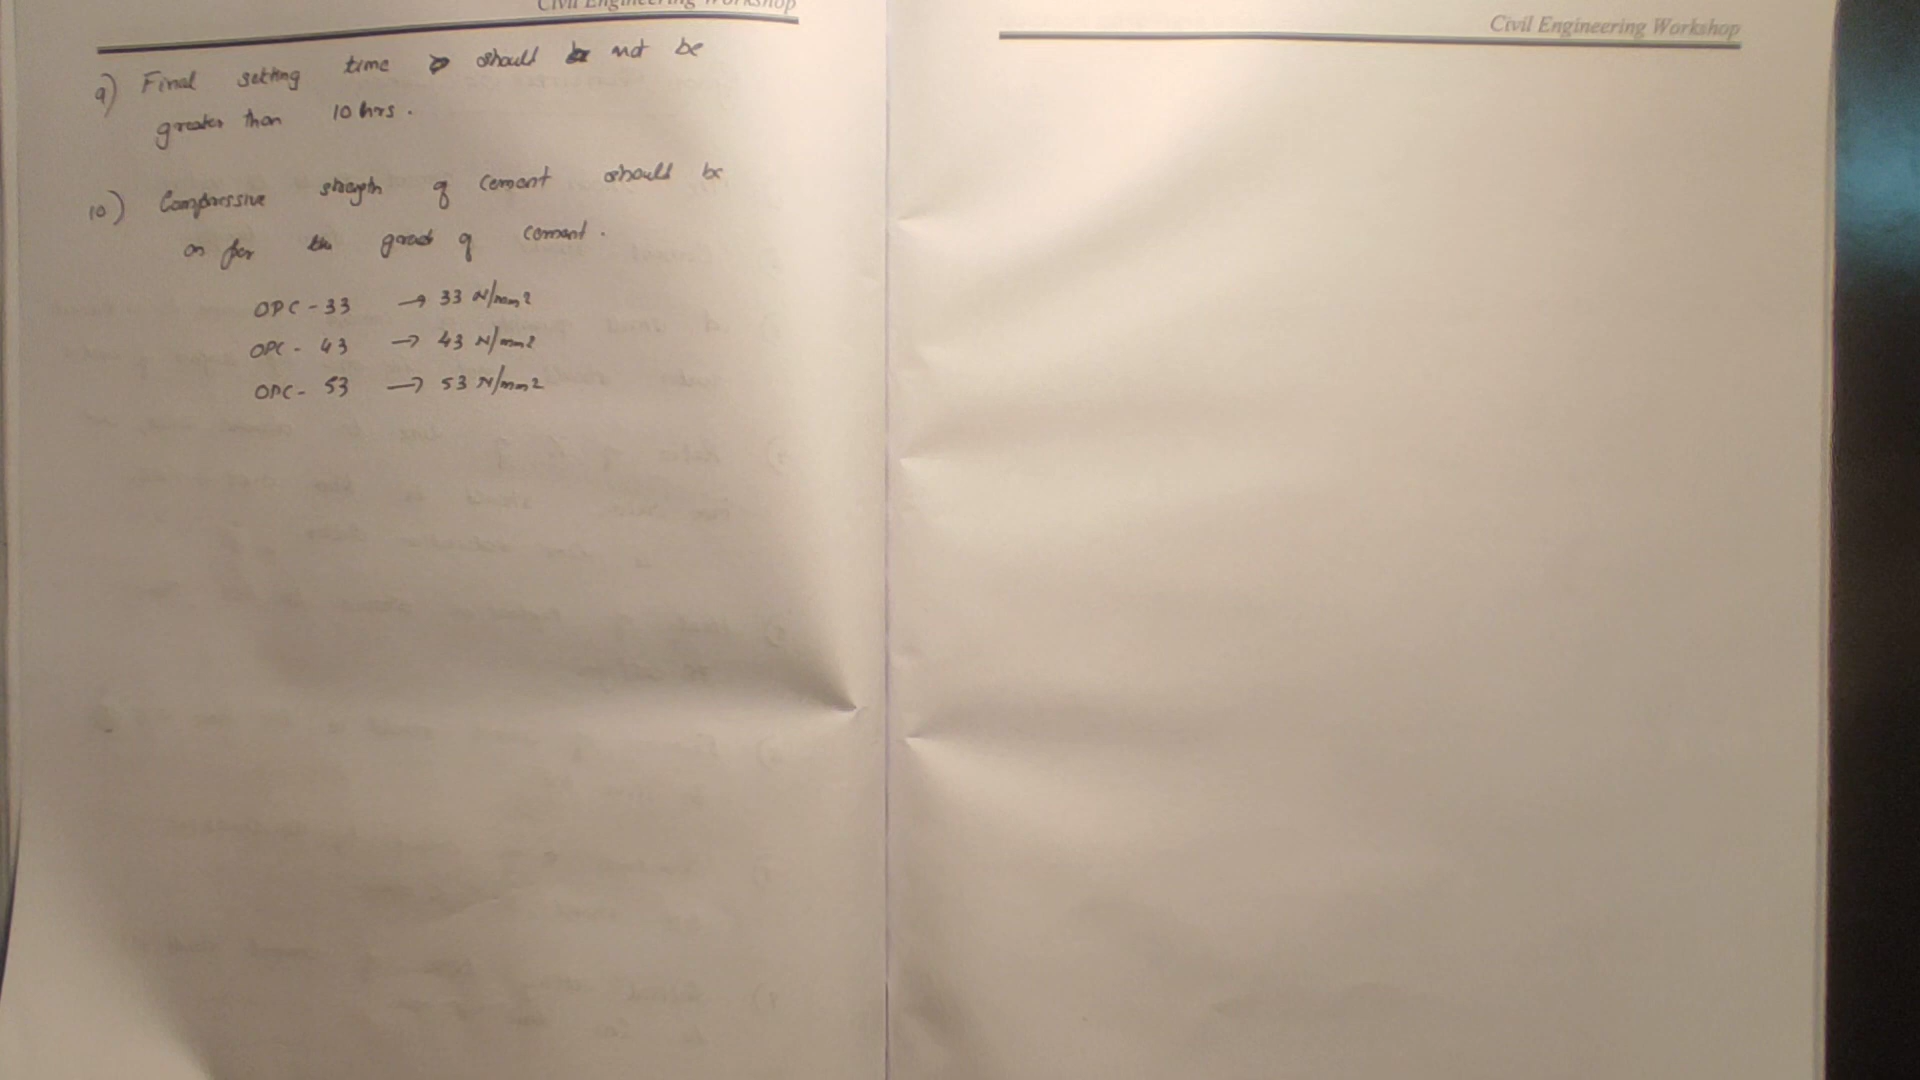 Civil Engineering Workshop
9) Final setting time should not be
greater than 10 hrs.
10) Compressive strength of cement should be
as per the grade of cement.
OPC - 33 → 33 N/mm2
OPC - 43 → 43 N/mm2
OPC - 53 → 53 N/mm2
Civil Engineering Workshop